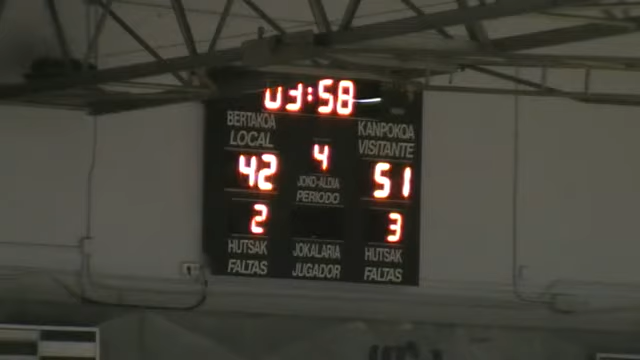 03:58
BERTAKOA KANPOKOA
LOCAL VISITANTE
42 4 51
JOKO-ALDIA
PERIODO
2 3
HUTSAK JOKALARIA HUTSAK
FALTAS JUGADOR FALTAS